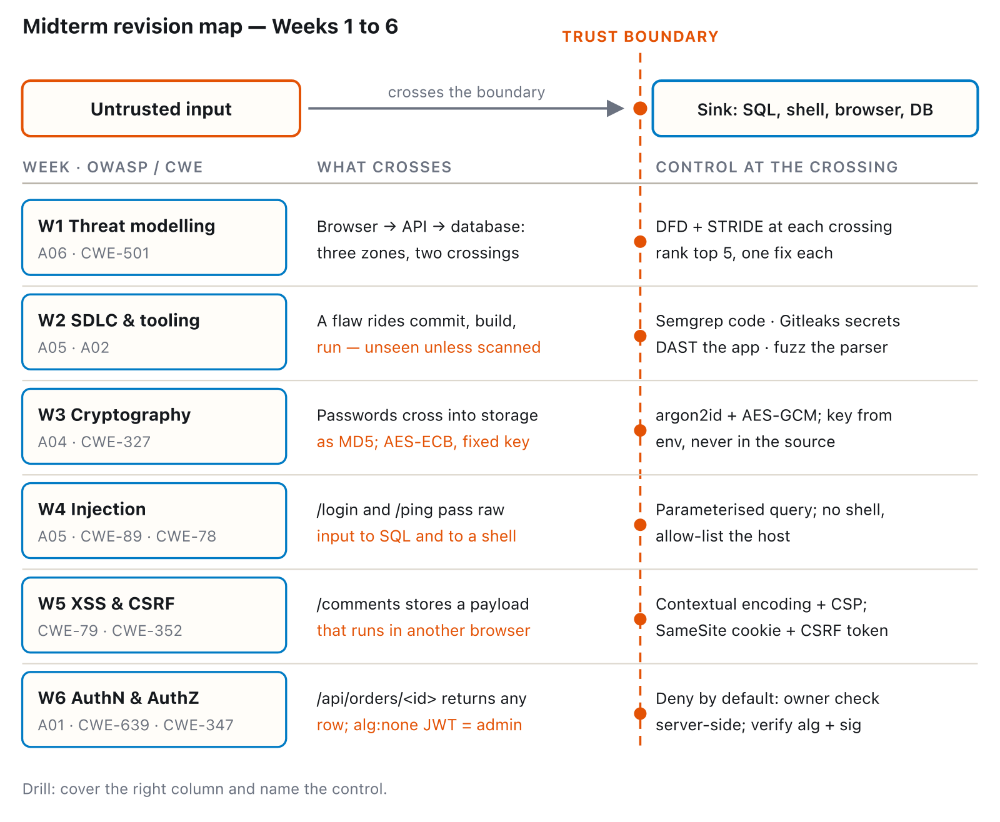 Midterm revision map — Weeks 1 to 6
TRUST BOUNDARY
Untrusted input
crosses the boundary
Sink: SQL, shell, browser, DB
WEEK · OWASP / CWE
WHAT CROSSES
CONTROL AT THE CROSSING
W1 Threat modelling
A06 · CWE-501
Browser → API → database:
three zones, two crossings
DFD + STRIDE at each crossing
rank top 5, one fix each
W2 SDLC & tooling
A05 · A02
A flaw rides commit, build,
run — unseen unless scanned
Semgrep code · Gitleaks secrets
DAST the app · fuzz the parser
W3 Cryptography
A04 · CWE-327
Passwords cross into storage
as MD5; AES-ECB, fixed key
argon2id + AES-GCM; key from
env, never in the source
W4 Injection
A05 · CWE-89 · CWE-78
/login and /ping pass raw
input to SQL and to a shell
Parameterised query; no shell,
allow-list the host
W5 XSS & CSRF
CWE-79 · CWE-352
/comments stores a payload
that runs in another browser
Contextual encoding + CSP;
SameSite cookie + CSRF token
W6 AuthN & AuthZ
A01 · CWE-639 · CWE-347
/api/orders/<id> returns any
row; alg:none JWT = admin
Deny by default: owner check
server-side; verify alg + sig
Drill: cover the right column and name the control.